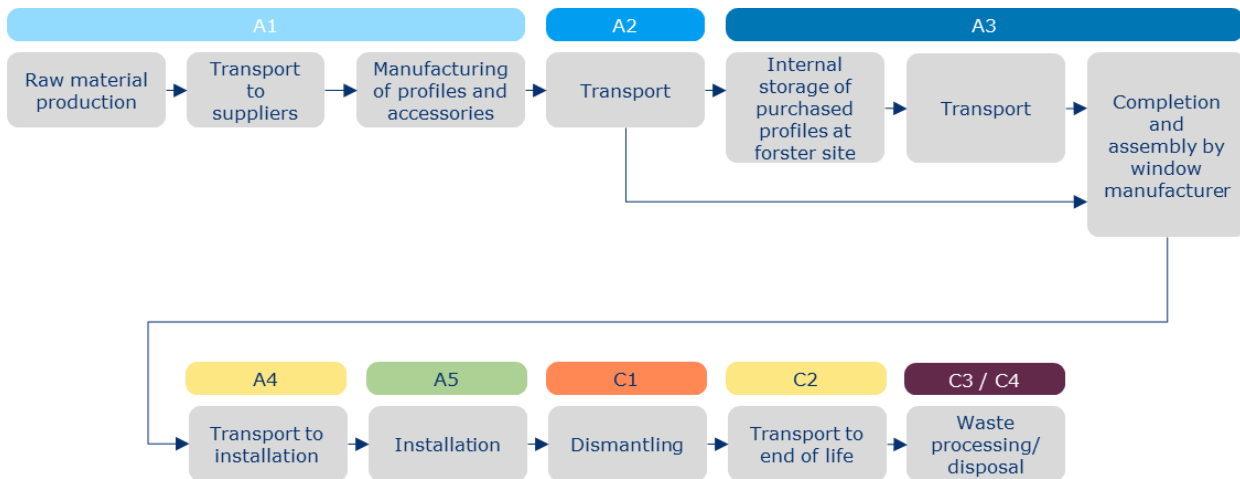 A1
A2
A3
Raw material
production
Transport
to
suppliers
Manufacturing
of profiles and
accessories
Transport
Internal
storage of
purchased
profiles at
forster site
Transport
Completion
and
assembly by
window
manufacturer
A4
A5
C1
C2
C3 / C4
Transport to
installation
Installation
Dismantling
Transport to
end of life
Waste
processing/
disposal